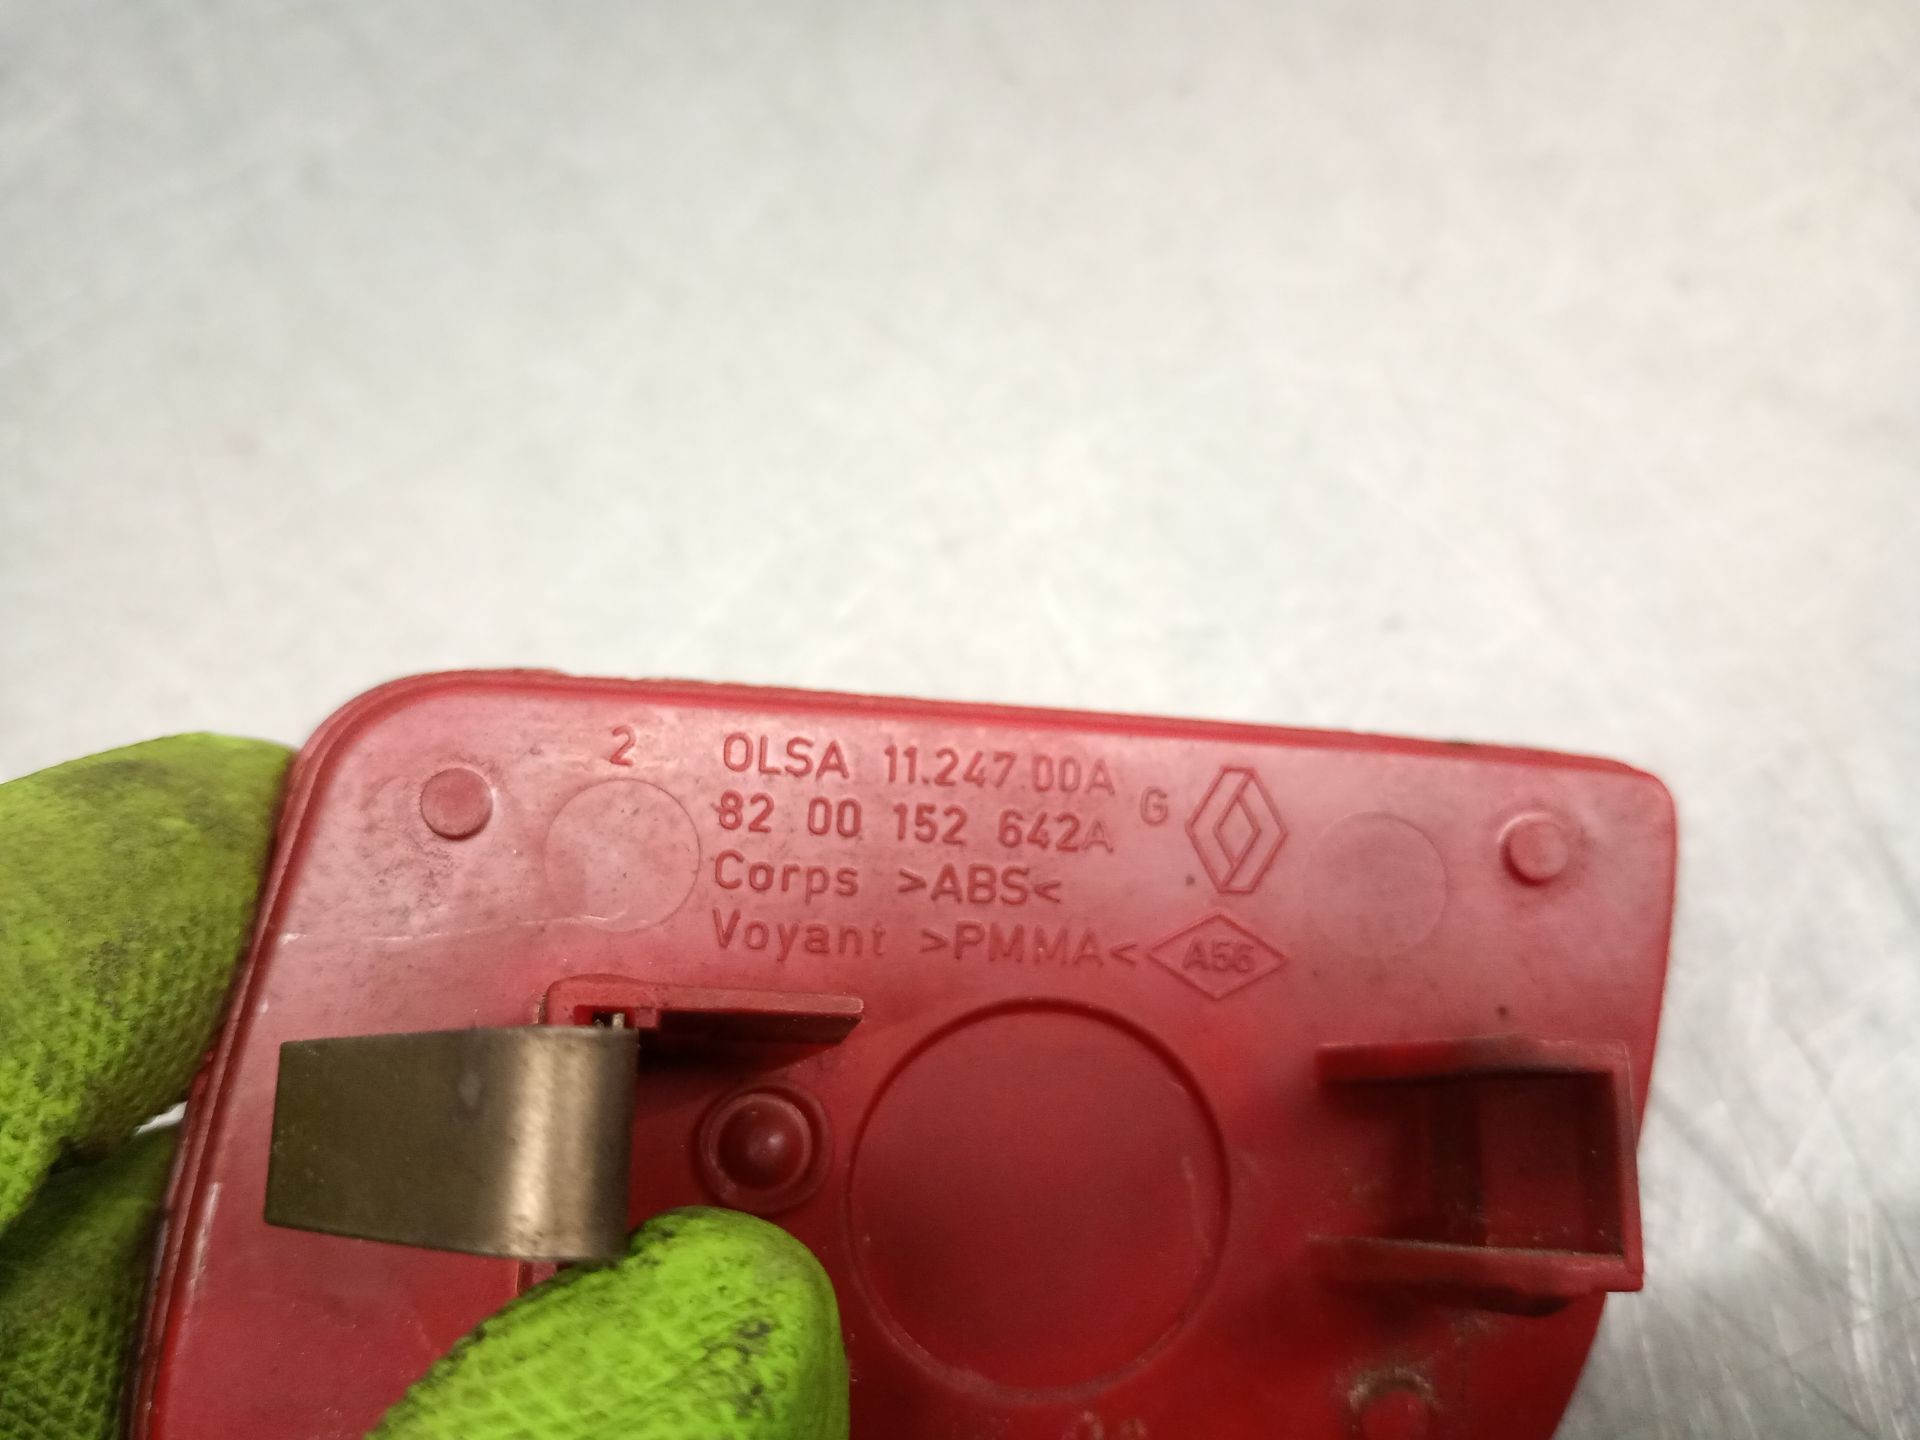 2 OLSA 11.247.00A
82 00 152 642A G
Corps >ABS<
Voyant >PMMA< A56